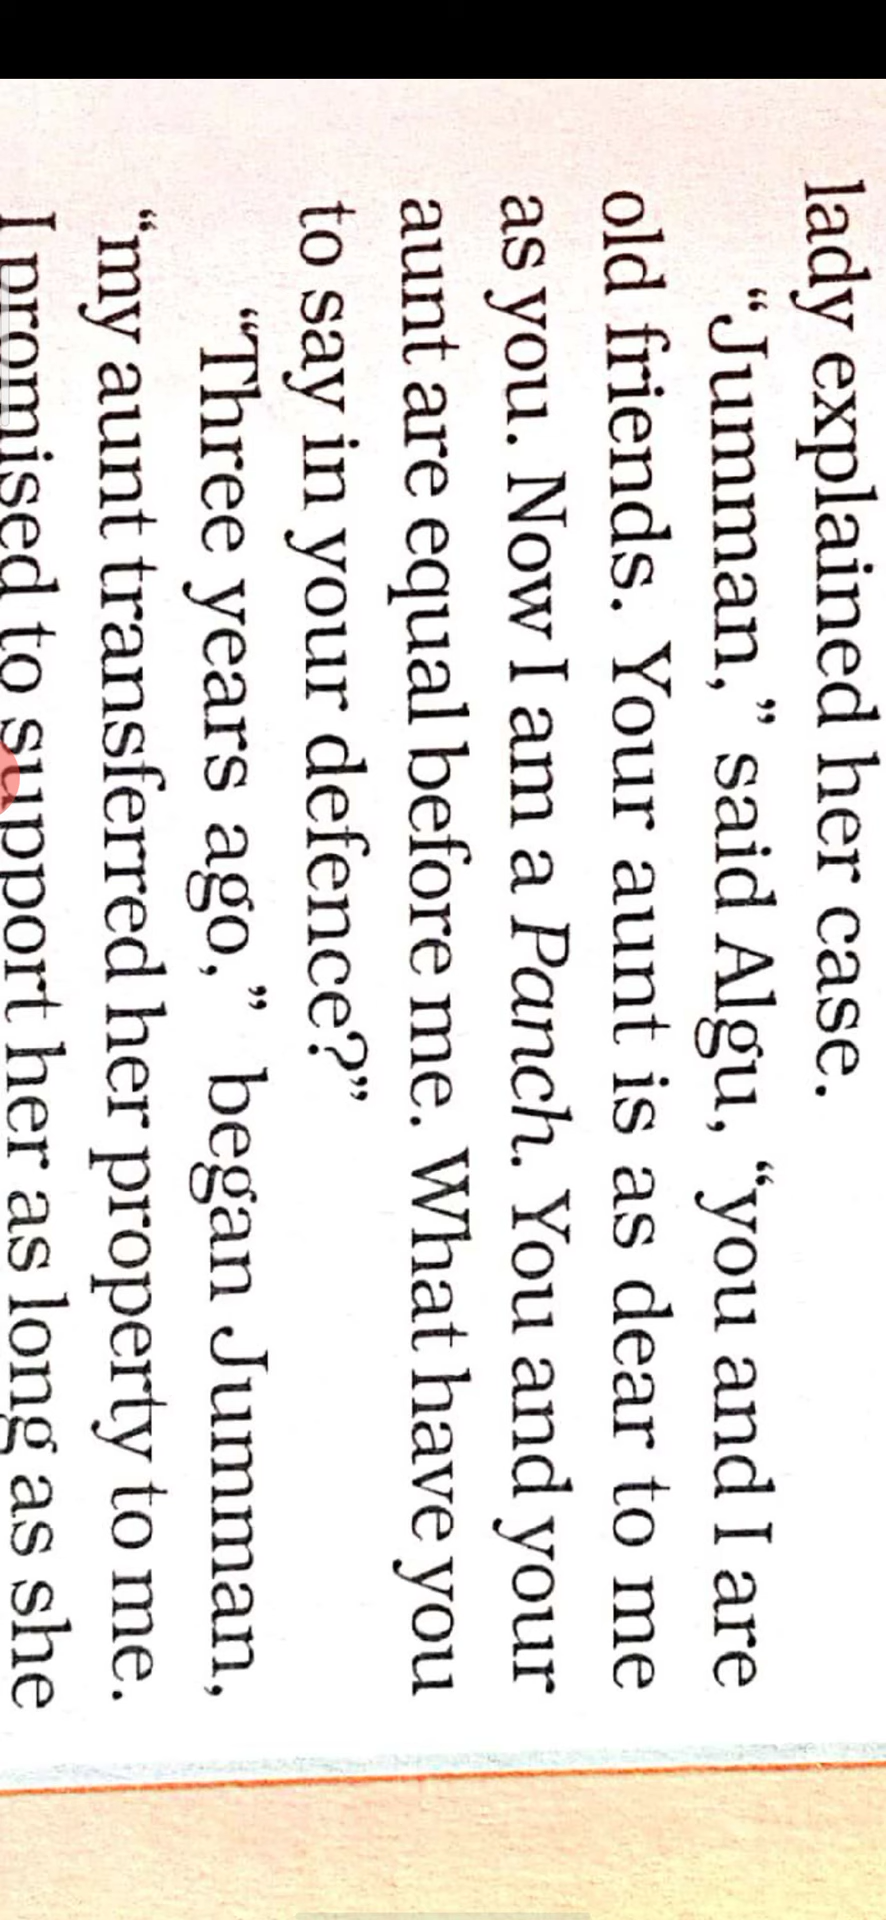 lady explained her case.
“Jumman,” said Algu, “you and I are
old friends. Your aunt is as dear to me
as you. Now I am a Panch. You and your
aunt are equal before me. What have you
to say in your defence?”
“Three years ago,” began Jumman,
“my aunt transferred her property to me.
I promised to support her as long as she